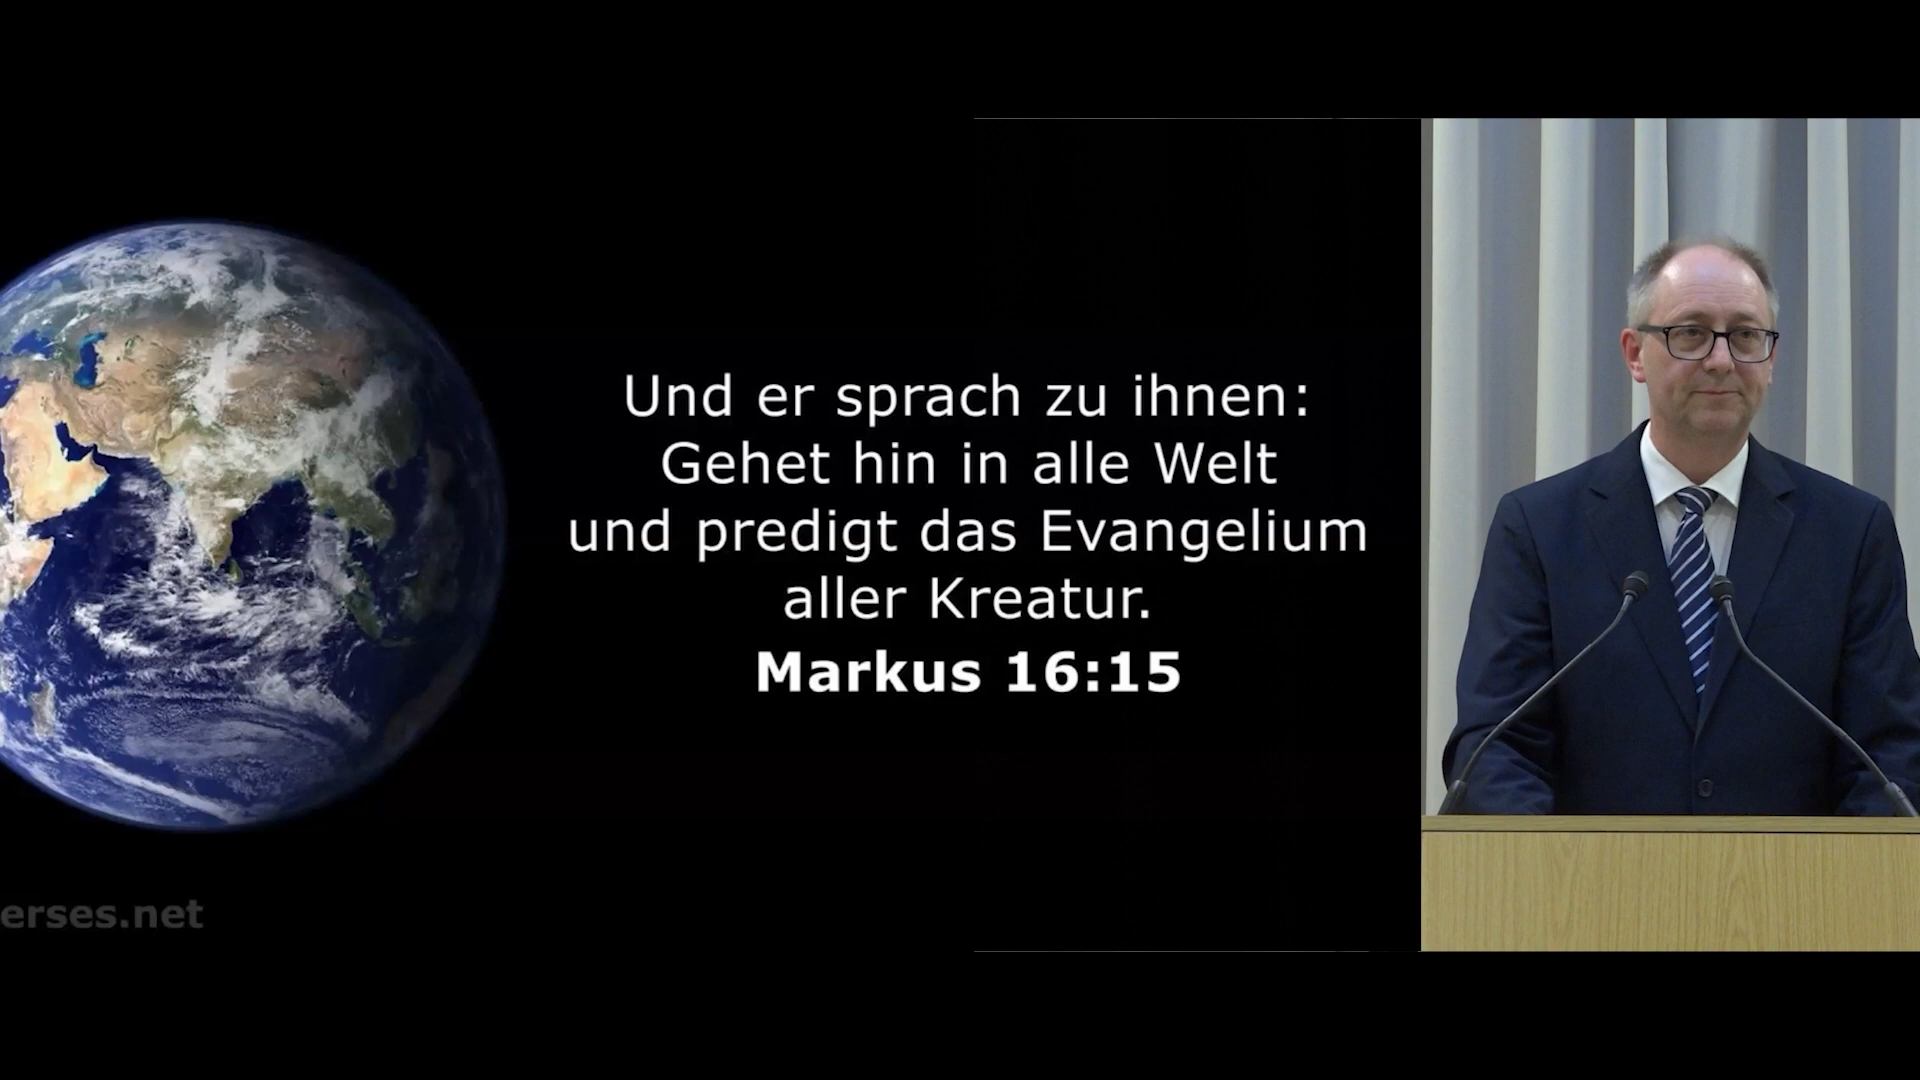 Und er sprach zu ihnen:
Gehet hin in alle Welt
und predigt das Evangelium
aller Kreatur.
Markus 16:15
erses.net